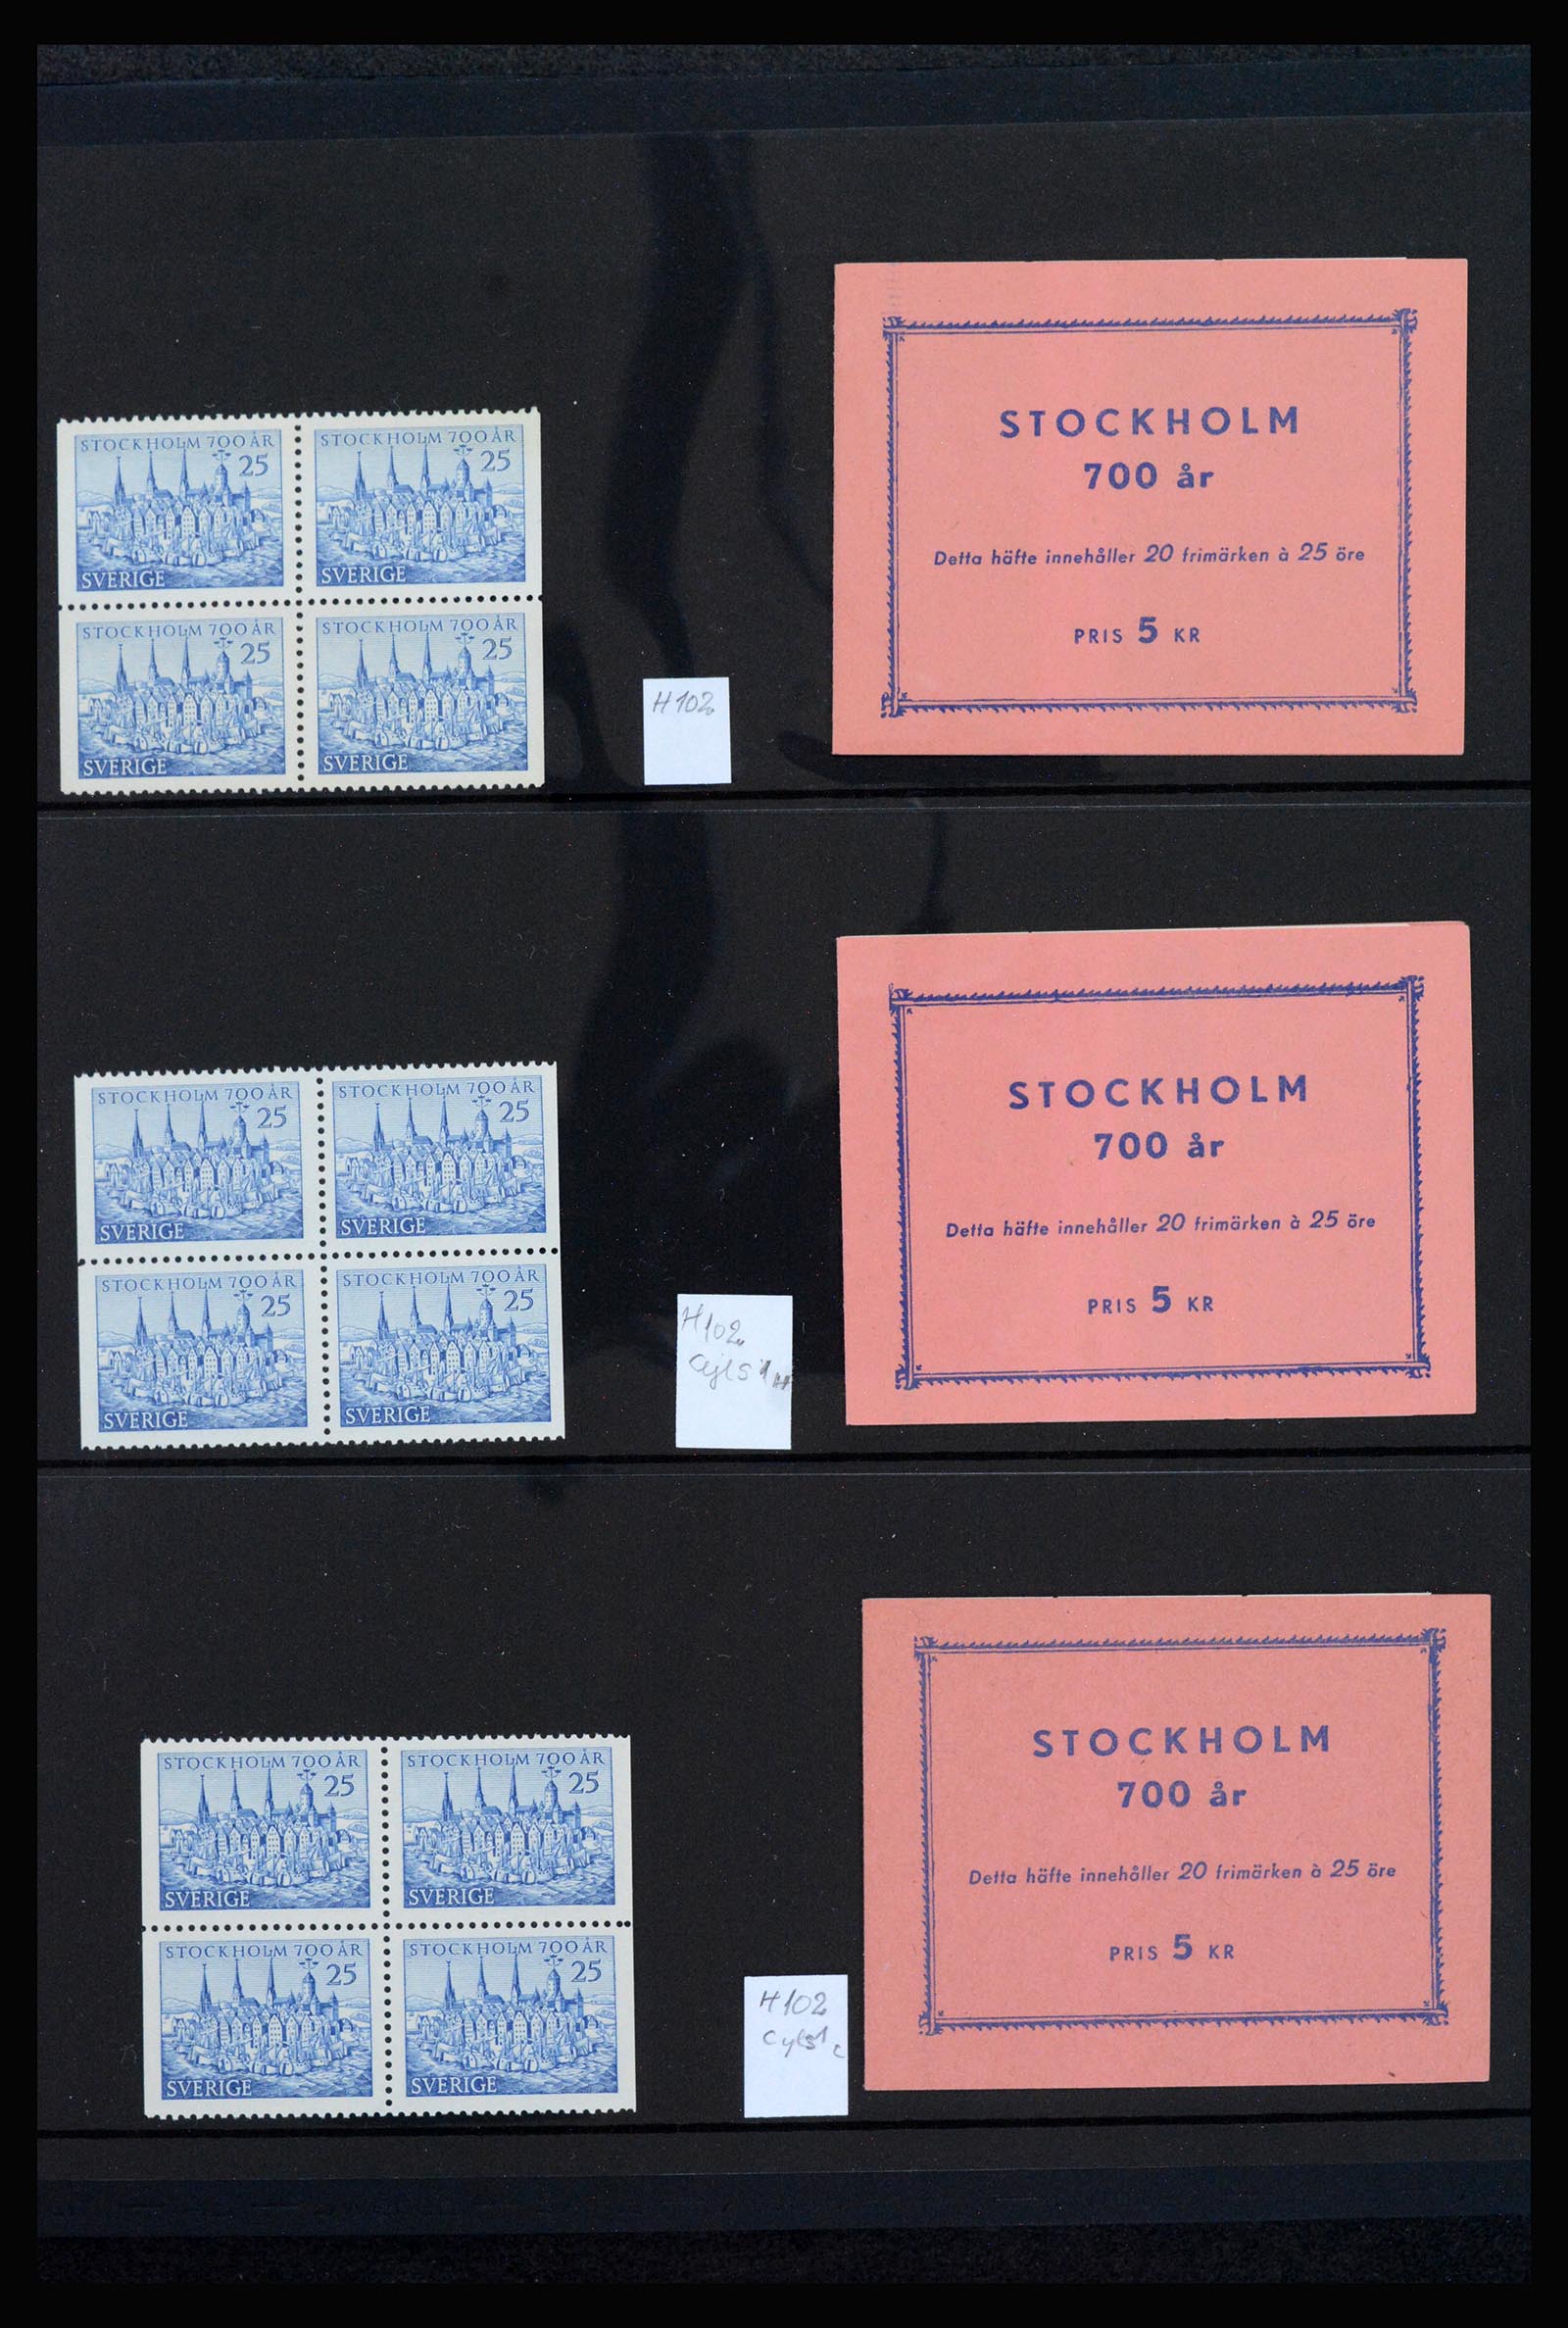 STOCKHOLM 700 ÅR
25
SVERIGE
STOCKHOLM 700 ÅR
25
SVERIGE
STOCKHOLM 700 ÅR
25
SVERIGE
STOCKHOLM 700 ÅR
25
SVERIGE
H102
STOCKHOLM
700 år
Detta häfte innehåller 20 frimärken à 25 öre
PRIS 5 KR
STOCKHOLM 700 ÅR
25
SVERIGE
STOCKHOLM 700 ÅR
25
SVERIGE
STOCKHOLM 700 ÅR
25
SVERIGE
STOCKHOLM 700 ÅR
25
SVERIGE
H102
STOCKHOLM
700 år
Detta häfte innehåller 20 frimärken à 25 öre
PRIS 5 KR
STOCKHOLM 700 ÅR
25
SVERIGE
STOCKHOLM 700 ÅR
25
SVERIGE
STOCKHOLM 700 ÅR
25
SVERIGE
STOCKHOLM 700 ÅR
25
SVERIGE
H102
STOCKHOLM
700 år
Detta häfte innehåller 20 frimärken à 25 öre
PRIS 5 KR